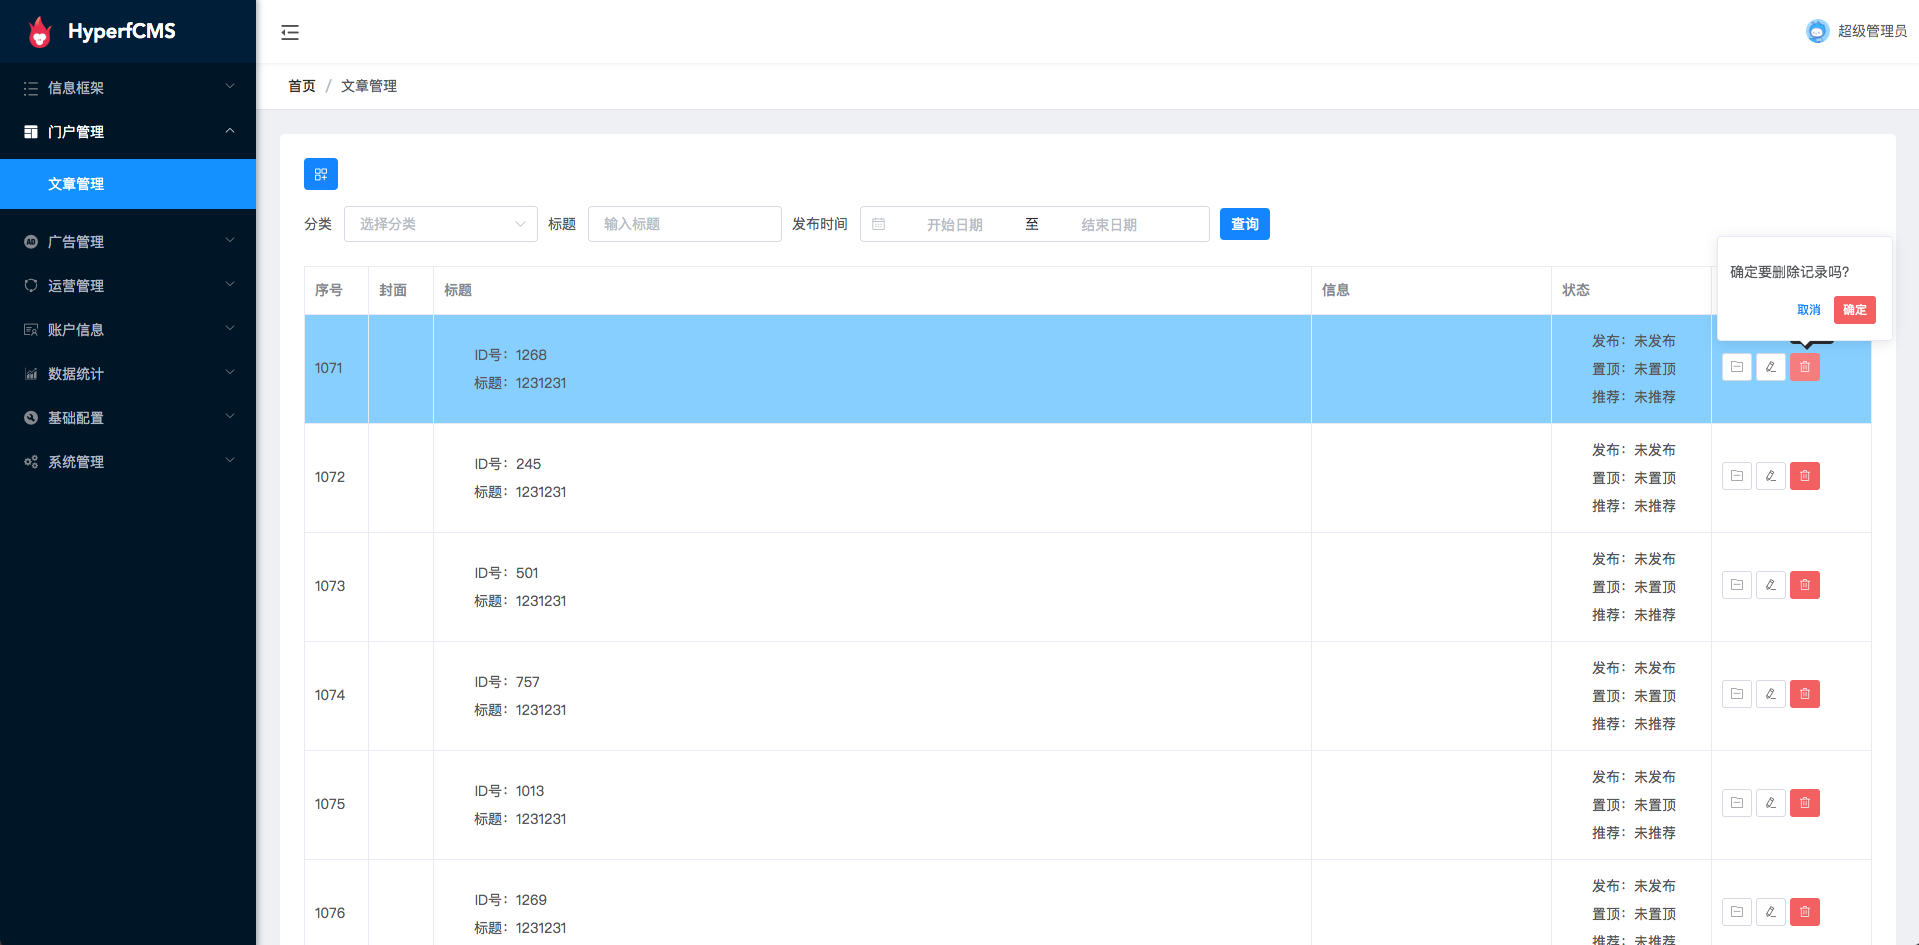 HyperfCMS
超级管理员
信息框架
门户管理
文章管理
广告管理
运营管理
账户信息
数据统计
基础配置
系统管理
首页 / 文章管理
分类 选择分类 标题 输入标题 发布时间 开始日期 至 结束日期 查询
确定要删除记录吗?
取消 确定
序号 封面 标题 信息 状态
1071
ID号：1268
标题：1231231
发布：未发布
置顶：未置顶
推荐：未推荐
1072
ID号：245
标题：1231231
发布：未发布
置顶：未置顶
推荐：未推荐
1073
ID号：501
标题：1231231
发布：未发布
置顶：未置顶
推荐：未推荐
1074
ID号：757
标题：1231231
发布：未发布
置顶：未置顶
推荐：未推荐
1075
ID号：1013
标题：1231231
发布：未发布
置顶：未置顶
推荐：未推荐
1076
ID号：1269
标题：1231231
发布：未发布
置顶：未置顶
推荐：未推荐